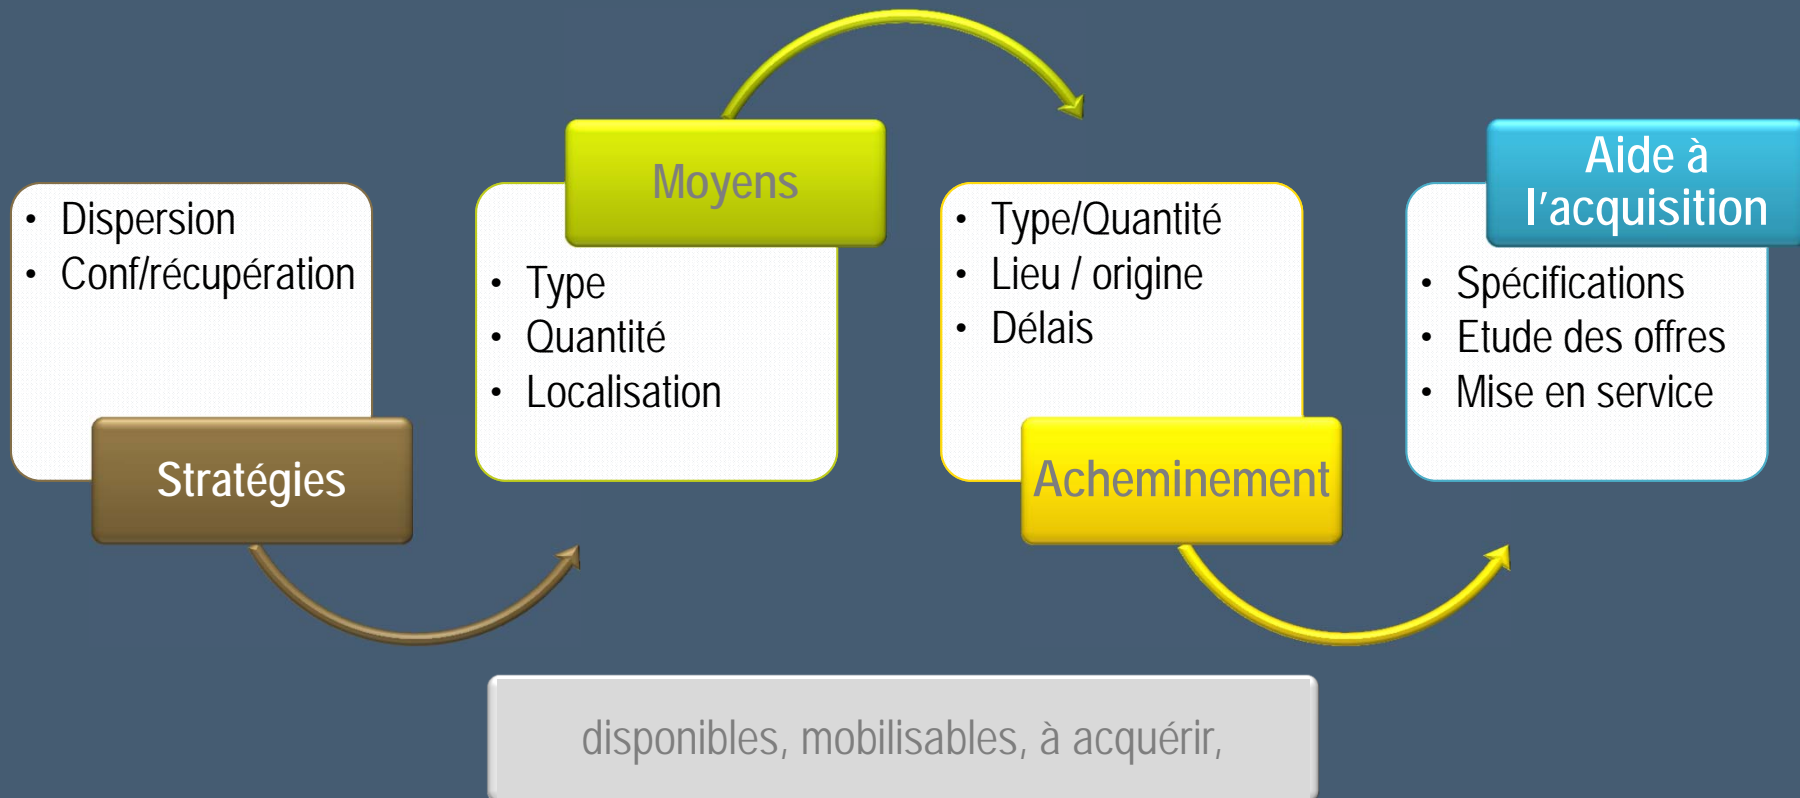 • Dispersion
• Conf/récupération
Stratégies
Moyens
• Type
• Quantité
• Localisation
• Type/Quantité
• Lieu / origine
• Délais
Acheminement
Aide à
l'acquisition
• Spécifications
• Etude des offres
• Mise en service
disponibles, mobilisables, à acquérir,